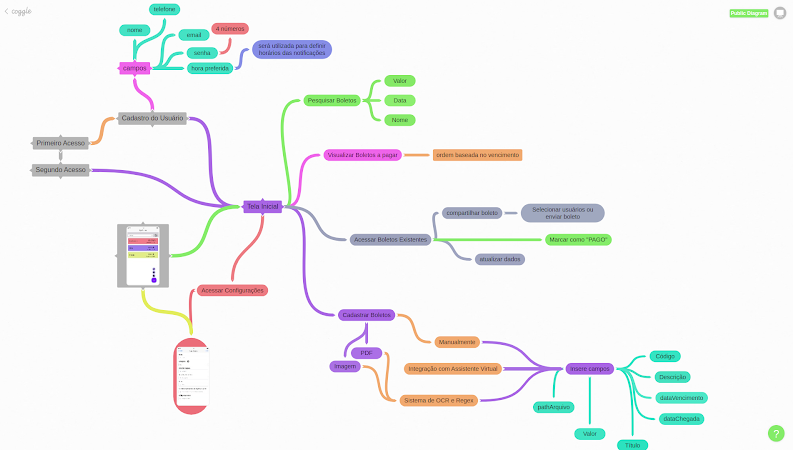 coggle
Public Diagram
telefone
nome
email
4 números
senha
será utilizada para definir
horários das notificações
campos
hora preferida
Cadastro do Usuário
Primeiro Acesso
Segundo Acesso
Pesquisar Boletos
Valor
Data
Nome
Visualizar Boletos a pagar
ordem baseada no vencimento
Tela Inicial
compartilhar boleto
Selecionar usuários ou
enviar boleto
Acessar Boletos Existentes
Marcar como "PAGO"
atualizar dados
Acessar Configurações
Cadastrar Boletos
Manualmente
PDF
Imagem
Integração com Assistente Virtual
Sistema de OCR e Regex
Insere campos
Código
Descrição
dataVencimento
dataChegada
pathArquivo
Valor
Título
?